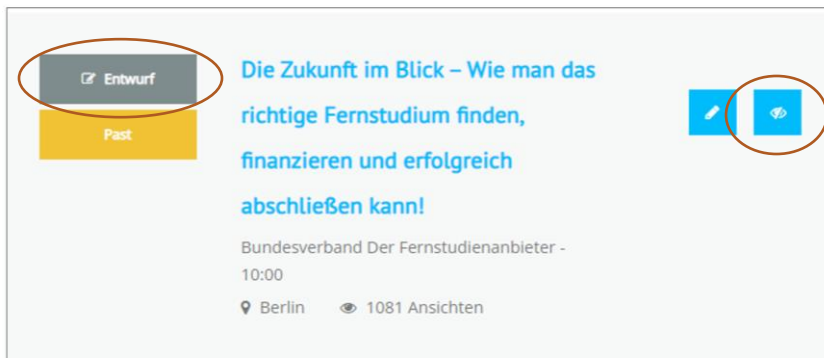 Entwurf
Past
Die Zukunft im Blick – Wie man das
richtige Fernstudium finden,
finanzieren und erfolgreich
abschließen kann!
Bundesverband Der Fernstudienanbieter -
10:00
Berlin 1081 Ansichten